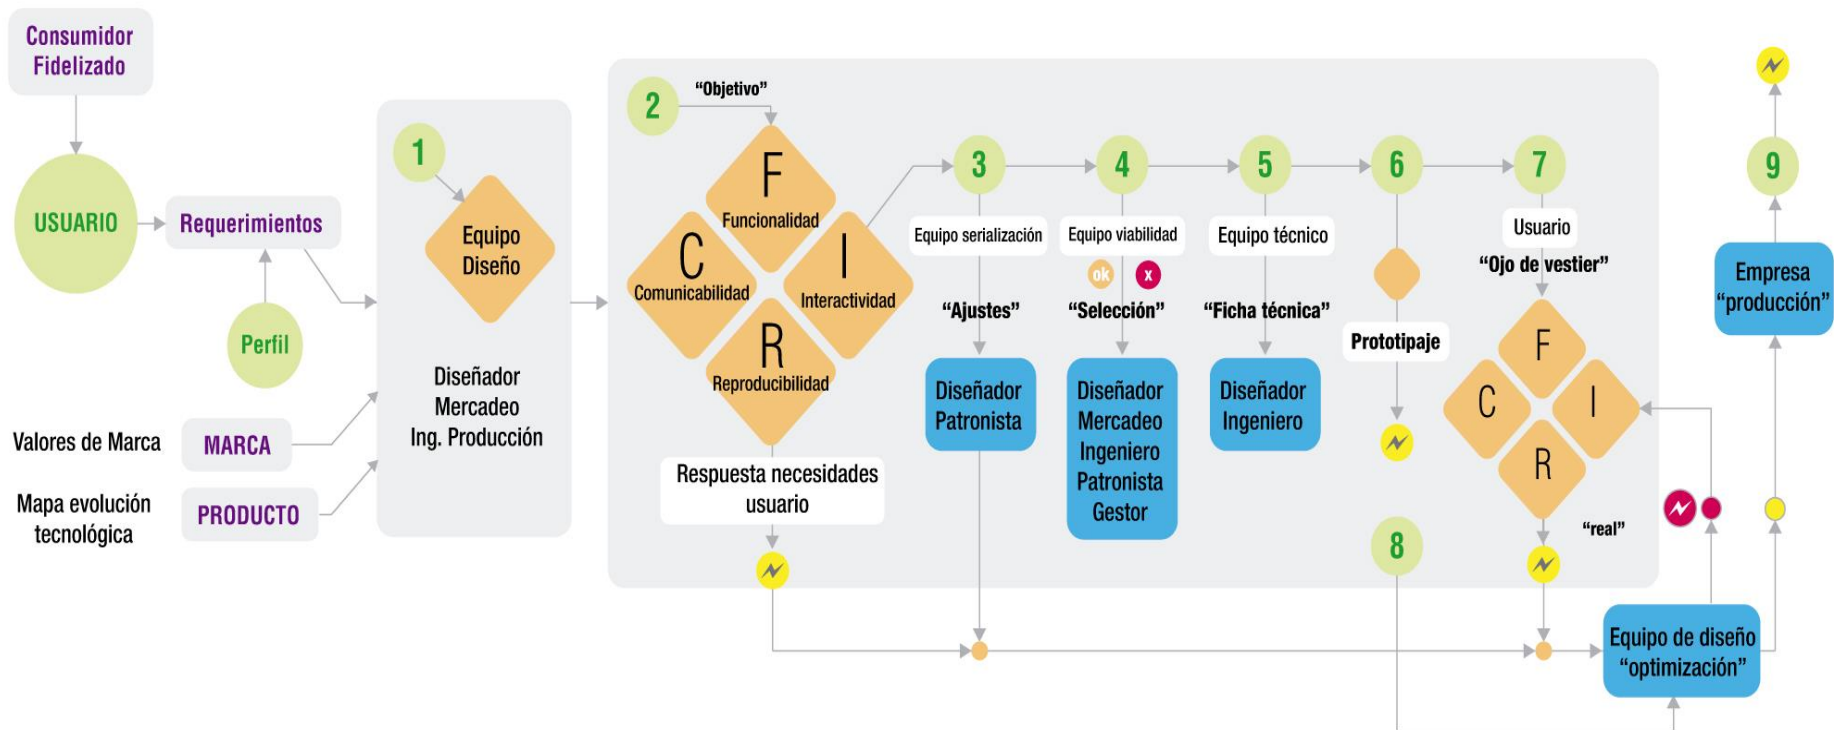 Consumidor
Fidelizado
USUARIO
Requerimientos
Perfil
Valores de Marca
MARCA
Mapa evolución
tecnológica
PRODUCTO
1
Equipo
Diseño
Diseñador
Mercadeo
Ing. Producción
2
“Objetivo”
F
Funcionalidad
C
Comunicabilidad
I
Interactividad
R
Reproducibilidad
Respuesta necesidades
usuario
3
Equipo serialización
“Ajustes”
Diseñador
Patronista
4
Equipo viabilidad
ok
x
“Selección”
Diseñador
Mercadeo
Ingeniero
Patronista
Gestor
5
Equipo técnico
“Ficha técnica”
Diseñador
Ingeniero
6
Prototipaje
7
Usuario
“Ojo de vestier”
F
C
I
R
“real”
8
Equipo de diseño
“optimización”
9
Empresa
“producción”